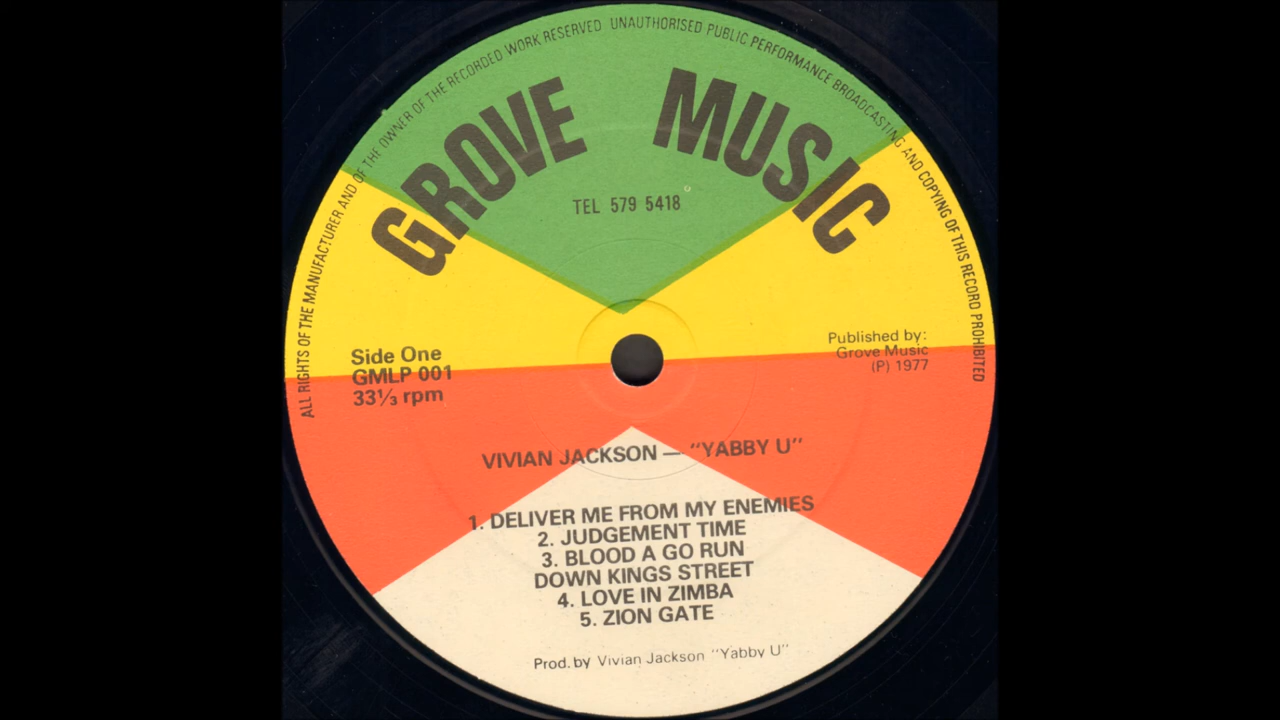 ALL RIGHTS OF THE MANUFACTURER AND OF THE OWNER OF THE RECORDED WORK RESERVED UNAUTHORISED PUBLIC PERFORMANCE BROADCASTING AND COPYING OF THIS RECORD PROHIBITED
GROVE MUSIC
TEL 579 5418
Side One
GMLP 001
33⅓ rpm
Published by:
Grove Music
(P) 1977
VIVIAN JACKSON — "YABBY U"
1. DELIVER ME FROM MY ENEMIES
2. JUDGEMENT TIME
3. BLOOD A GO RUN
DOWN KINGS STREET
4. LOVE IN ZIMBA
5. ZION GATE
Prod. by Vivian Jackson "Yabby U"